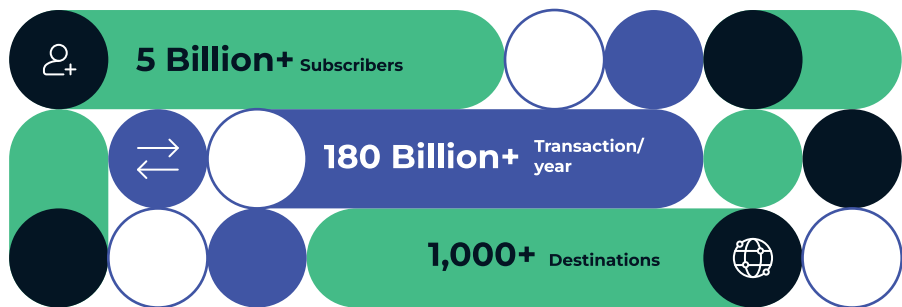 5 Billion+ Subscribers
180 Billion+ Transaction/
year
1,000+ Destinations